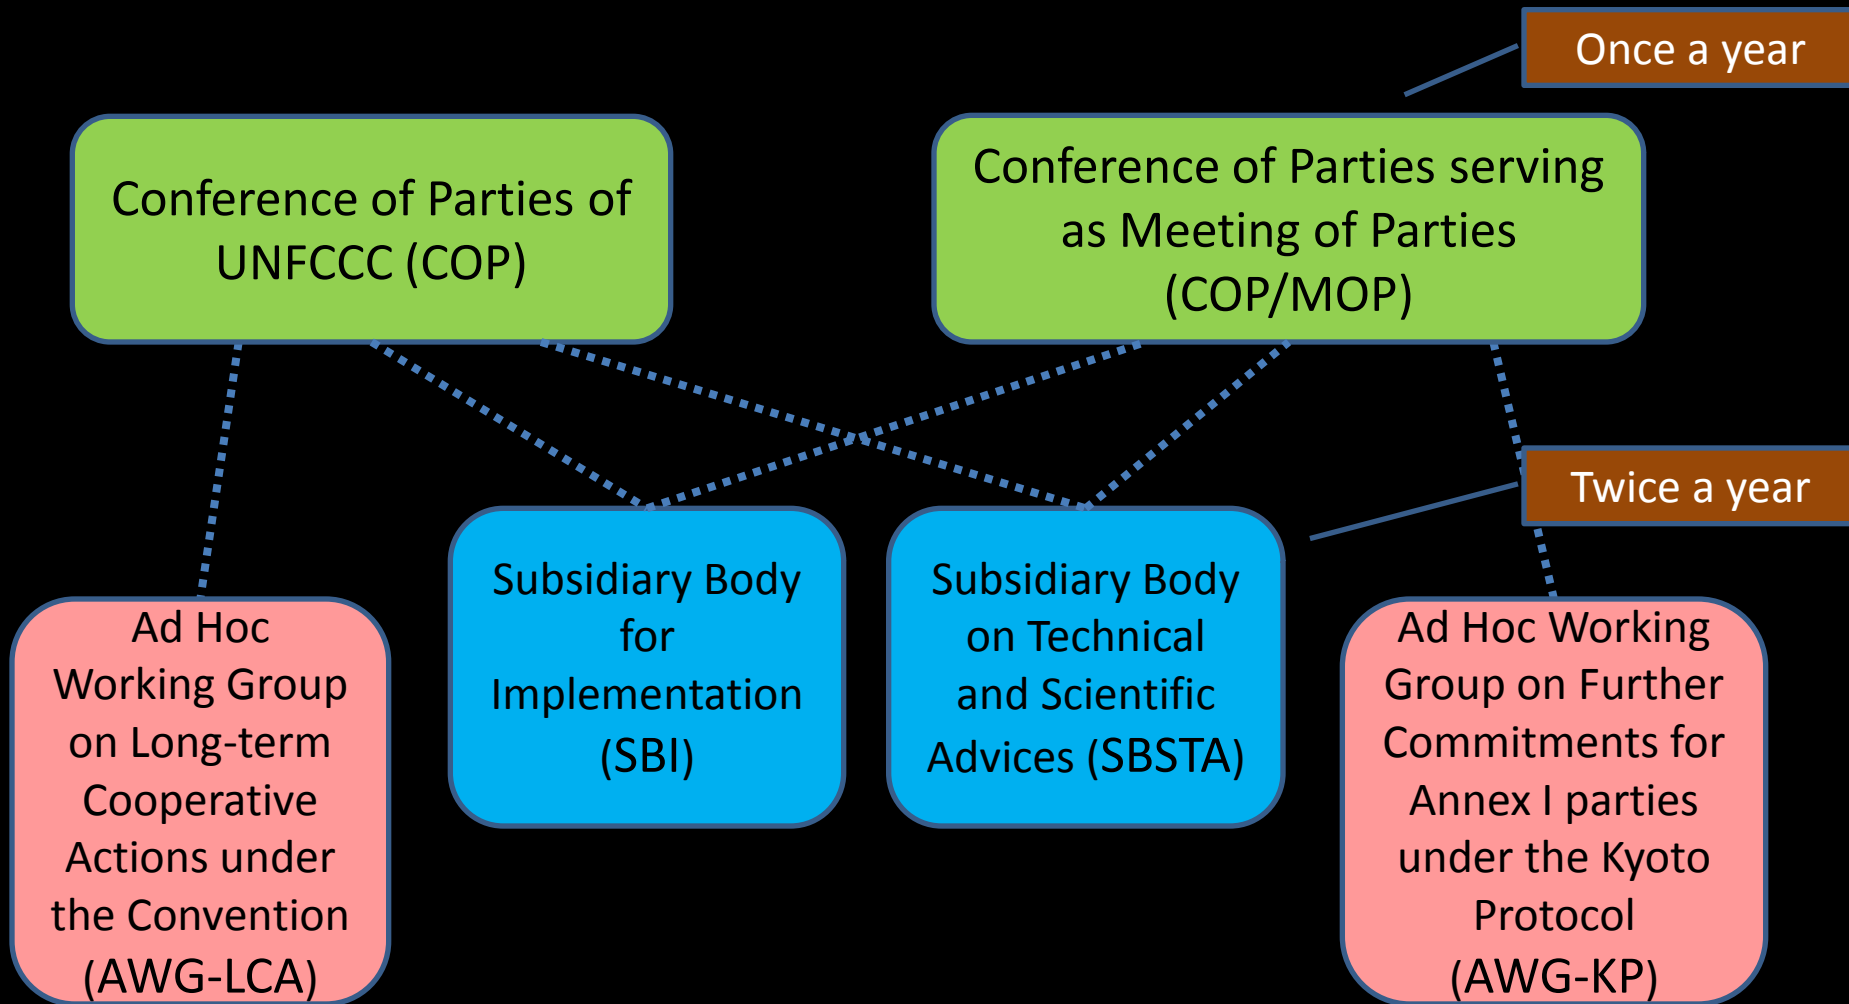 Once a year
Conference of Parties of
UNFCCC (COP)
Conference of Parties serving
as Meeting of Parties
(COP/MOP)
Twice a year
Ad Hoc
Working Group
on Long-term
Cooperative
Actions under
the Convention
(AWG-LCA)
Subsidiary Body
for
Implementation
(SBI)
Subsidiary Body
on Technical
and Scientific
Advices (SBSTA)
Ad Hoc Working
Group on Further
Commitments for
Annex I parties
under the Kyoto
Protocol
(AWG-KP)